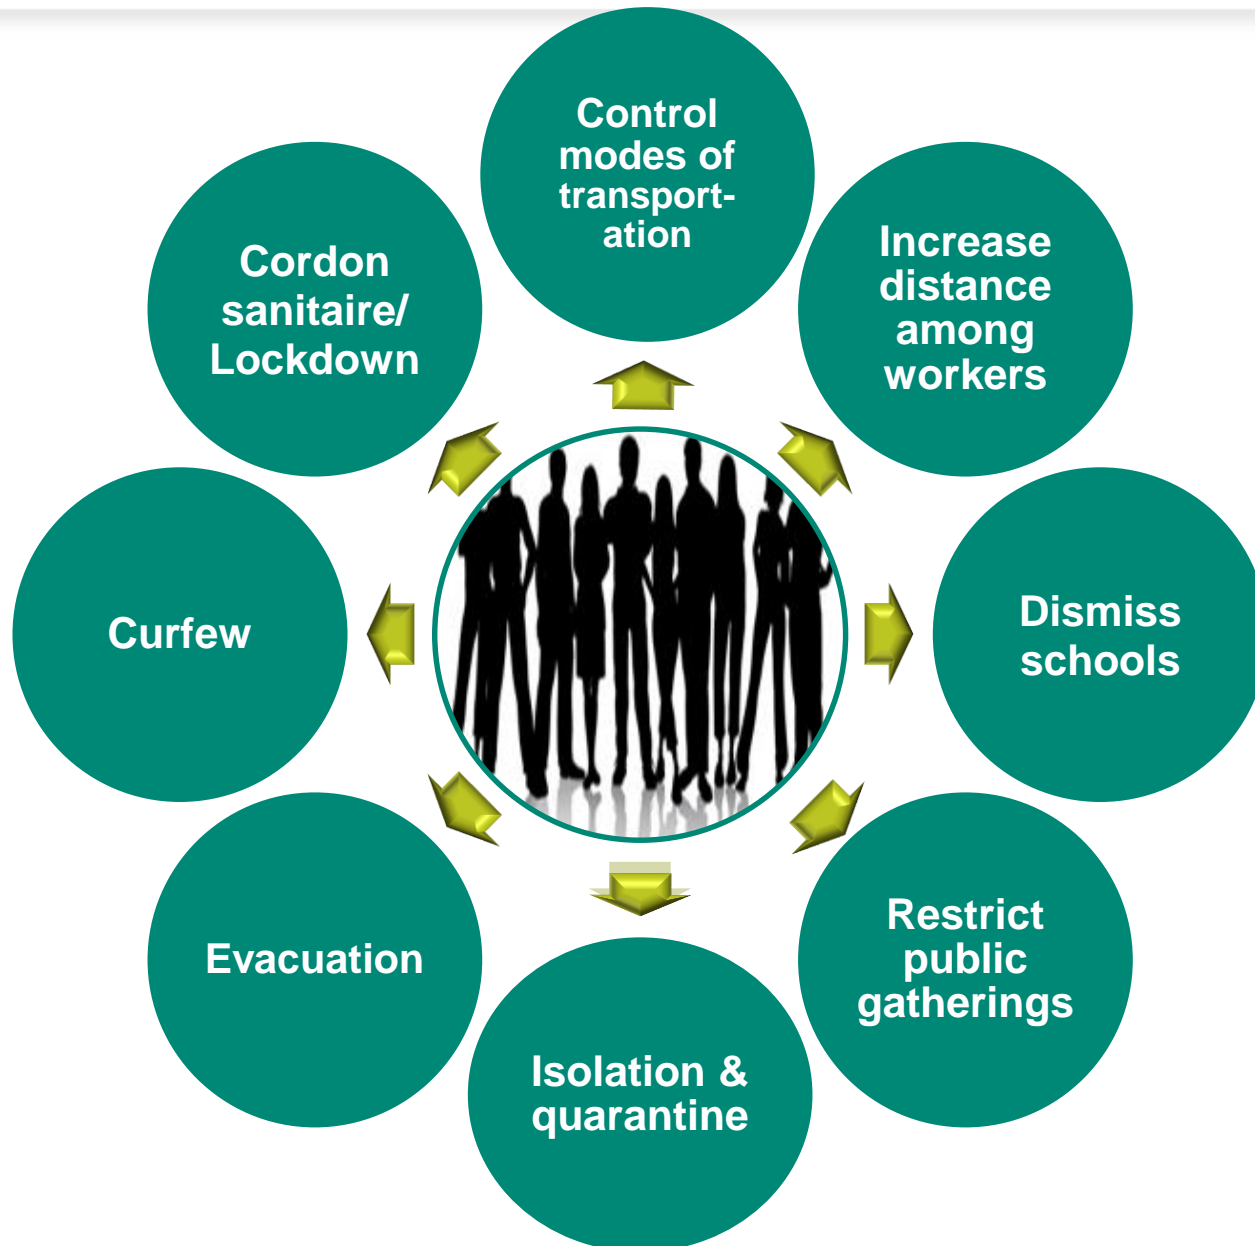 Control
modes of
transport-
ation
Increase
distance
among
workers
Dismiss
schools
Restrict
public
gatherings
Isolation &
quarantine
Evacuation
Curfew
Cordon
sanitaire/
Lockdown